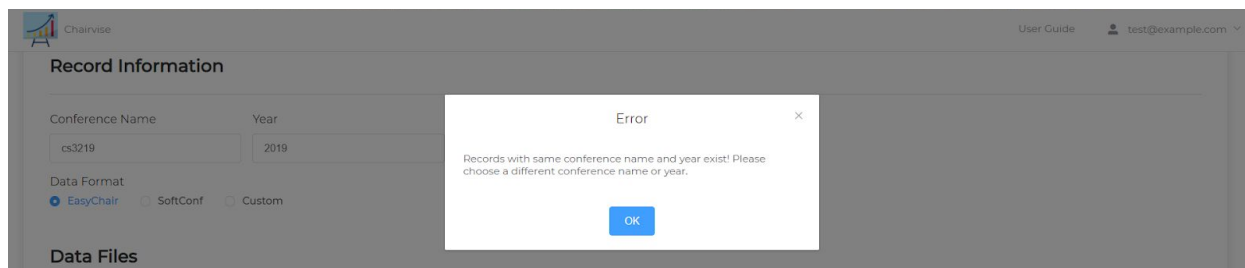 Chairvise
User Guide
test@example.com
Record Information
Conference Name
Year
cs3219
2019
Data Format
EasyChair
SoftConf
Custom
Data Files
Error
Records with same conference name and year exist! Please
choose a different conference name or year.
OK